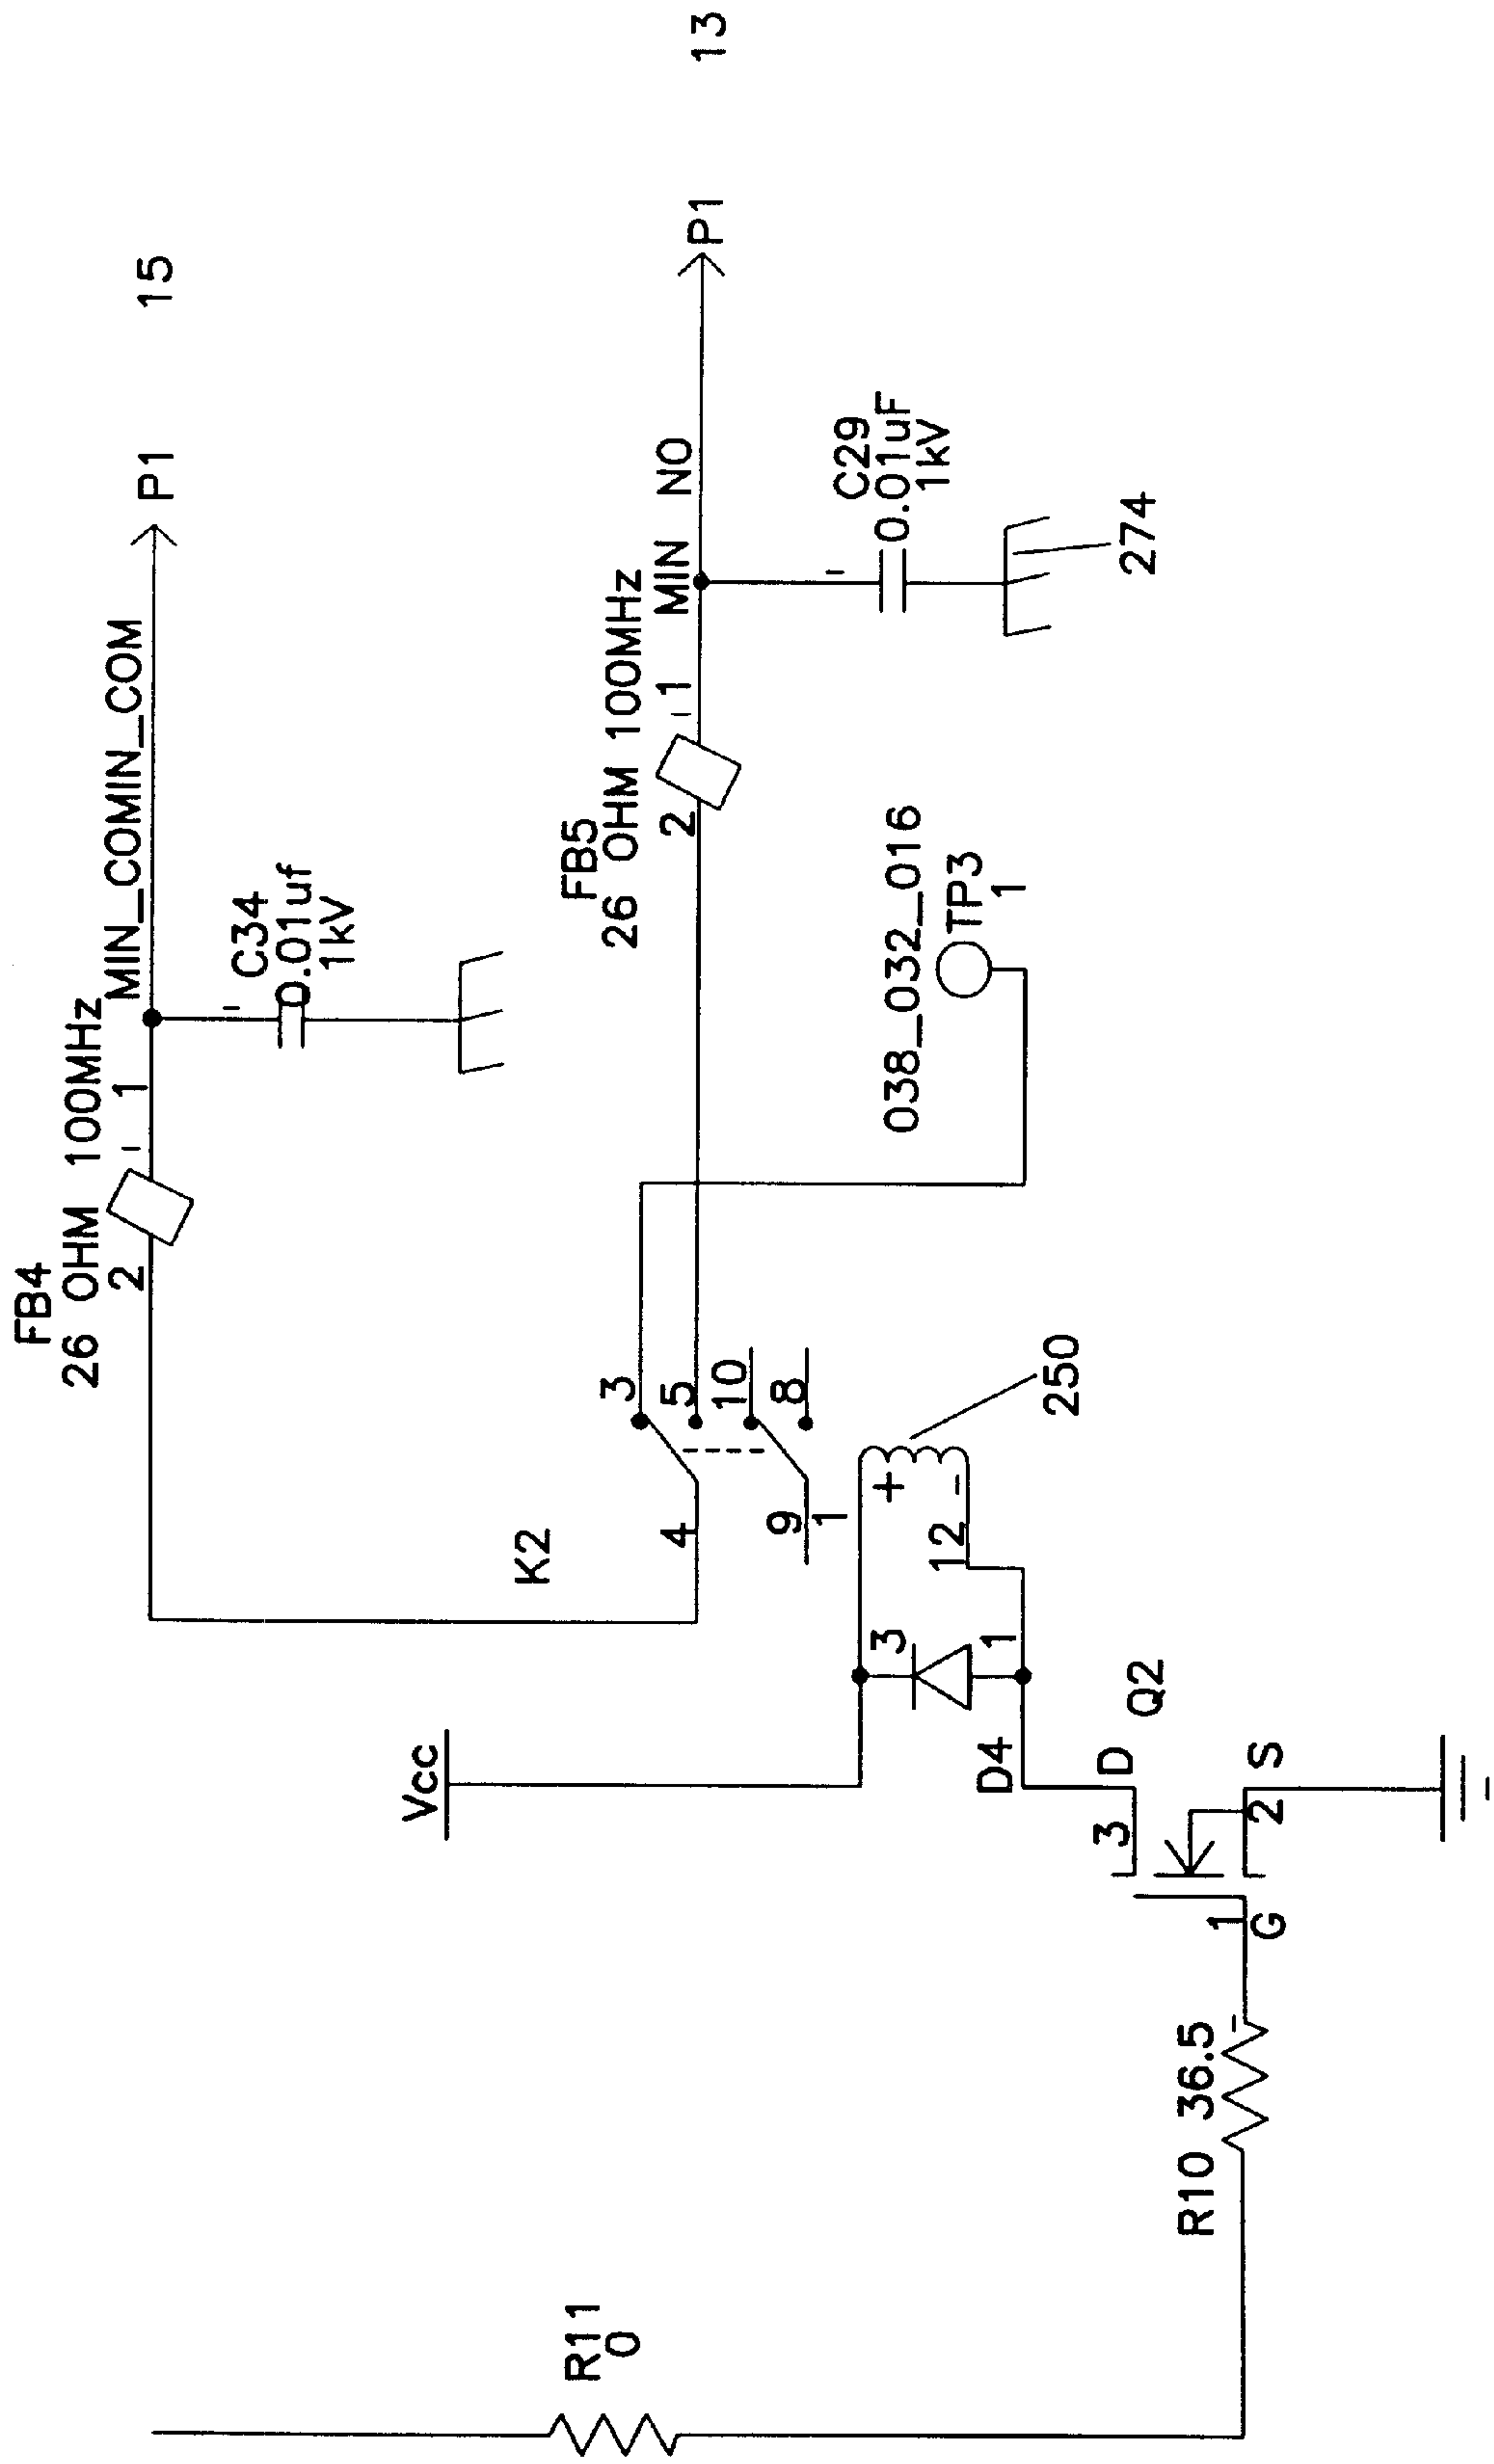 FB4
26 OHM 100MHz
2
1
MIN_COMIN_COM
P1
15
C34
0.01uf
1kV
FB5
26 OHM 100MHz
2
1
MIN NO
P1
13
C29
0.01uF
1kV
274
K2
4
3
5
10
8
9
1
+
-
12
250
038_032_016
TP3
1
Vcc
3
1
D4
D
3
Q2
1
G
2
S
R10 36.5
R11
0